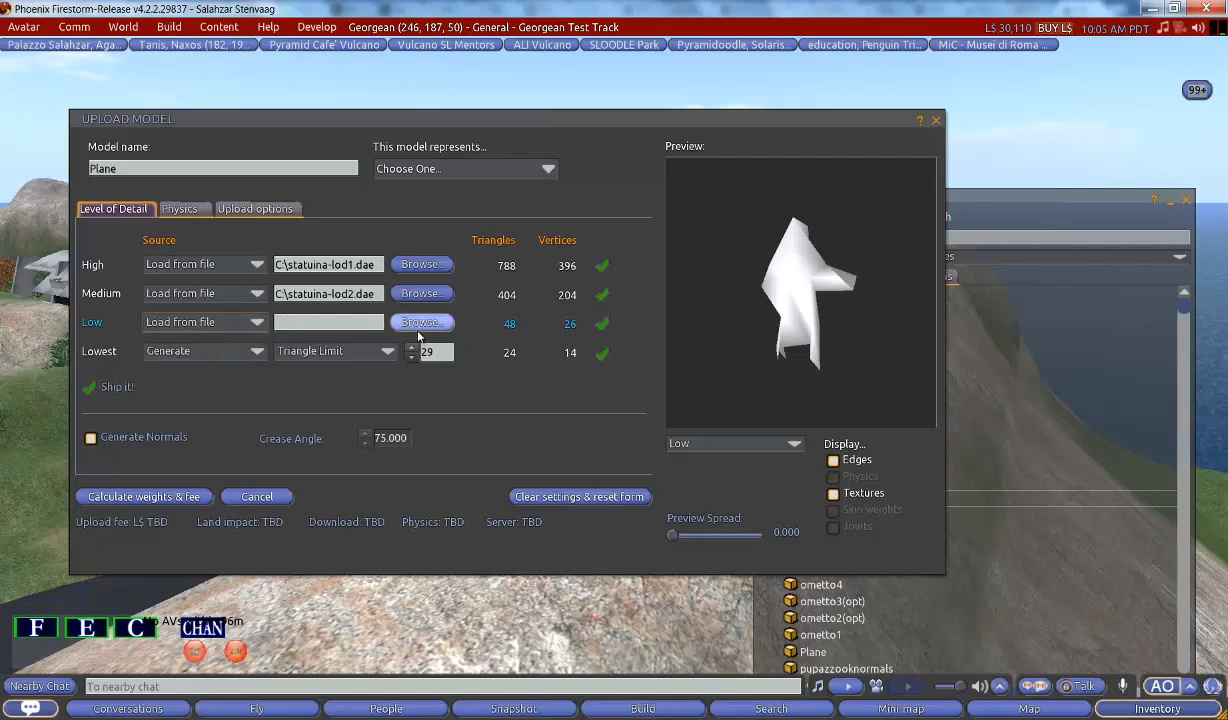 Phoenix Firestorm-Release v4.2.2.29837 - Salahzar Stenvaag
Avatar Comm World Build Content Help Develop Georgean (246, 187, 50) - General - Georgean Test Track L$ 30,110 BUY L$ 10:05 AM PDT
Palazzo Salahzar, Aga... Tanis, Naxos (182, 19... Pyramid Cafe' Vulcano Vulcano SL Mentors ALI Vulcano SLOODLE Park Pyramidoodle, Solaris... education, Penguin Tri... MiC - Musei di Roma ...
99+
UPLOAD MODEL ?
Model name: This model represents... Preview:
Plane Choose One...
Level of Detail Physics Upload options
Source Triangles Vertices
High Load from file C:\statuina-lod1.dae Browse... 788 396
Medium Load from file C:\statuina-lod2.dae Browse... 404 204
Low Load from file Browse... 48 26
Lowest Generate Triangle Limit 29 24 14
Ship it!
Generate Normals Crease Angle: 75.000
Low Display...
Edges
Physics
Textures
Skin weights
Joints
Calculate weights & fee Cancel Clear settings & reset form
Upload fee: L$ TBD Land impact: TBD Download: TBD Physics: TBD Server: TBD
Preview Spread: 0.000
ometto4
ometto3(opt)
ometto2(opt)
ometto1
Plane
pupazzooknormals
F E C CHAN
Nearby Chat To nearby chat Talk AO
Conversations Fly People Snapshot Build Search Mini-map Map Inventory